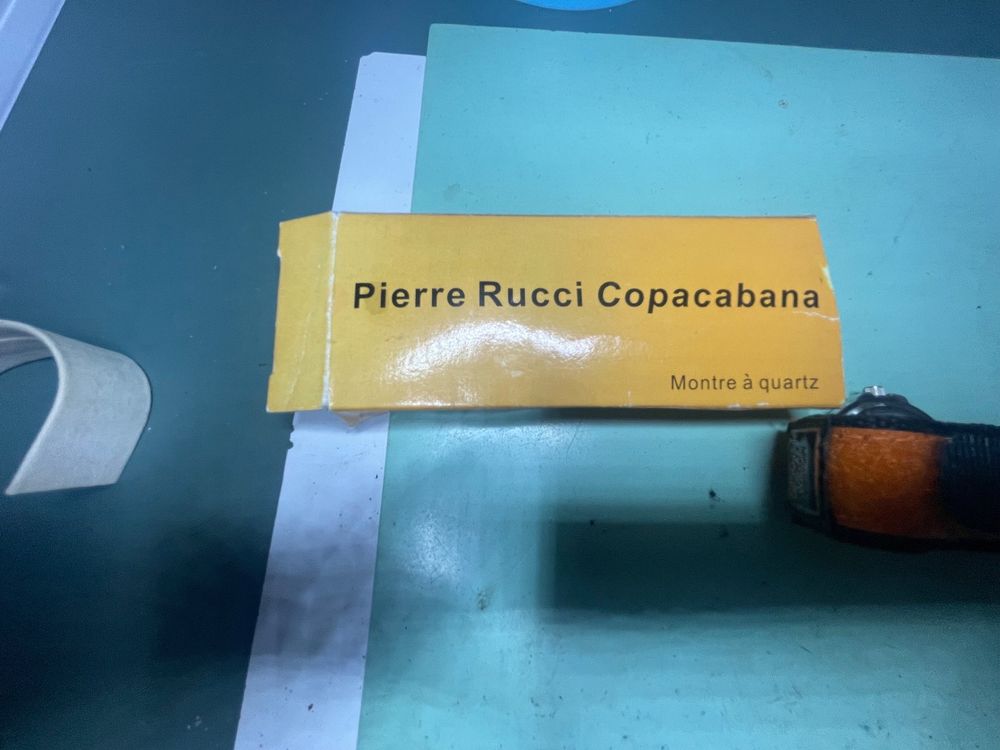 Pierre Rucci Copacabana
Montre à quartz